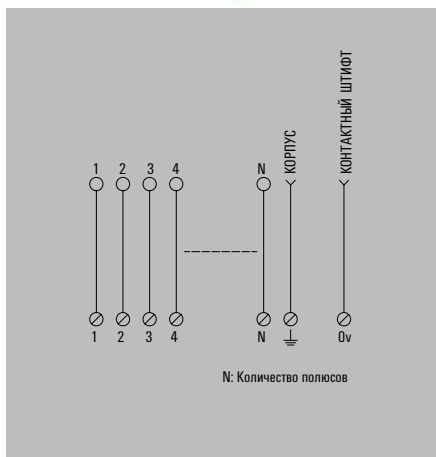 КОНТАКТНЫЙ ШТИФТ
КОРПУС
1 2 3 4 N
1 2 3 4 N 0v
N: Количество полюсов